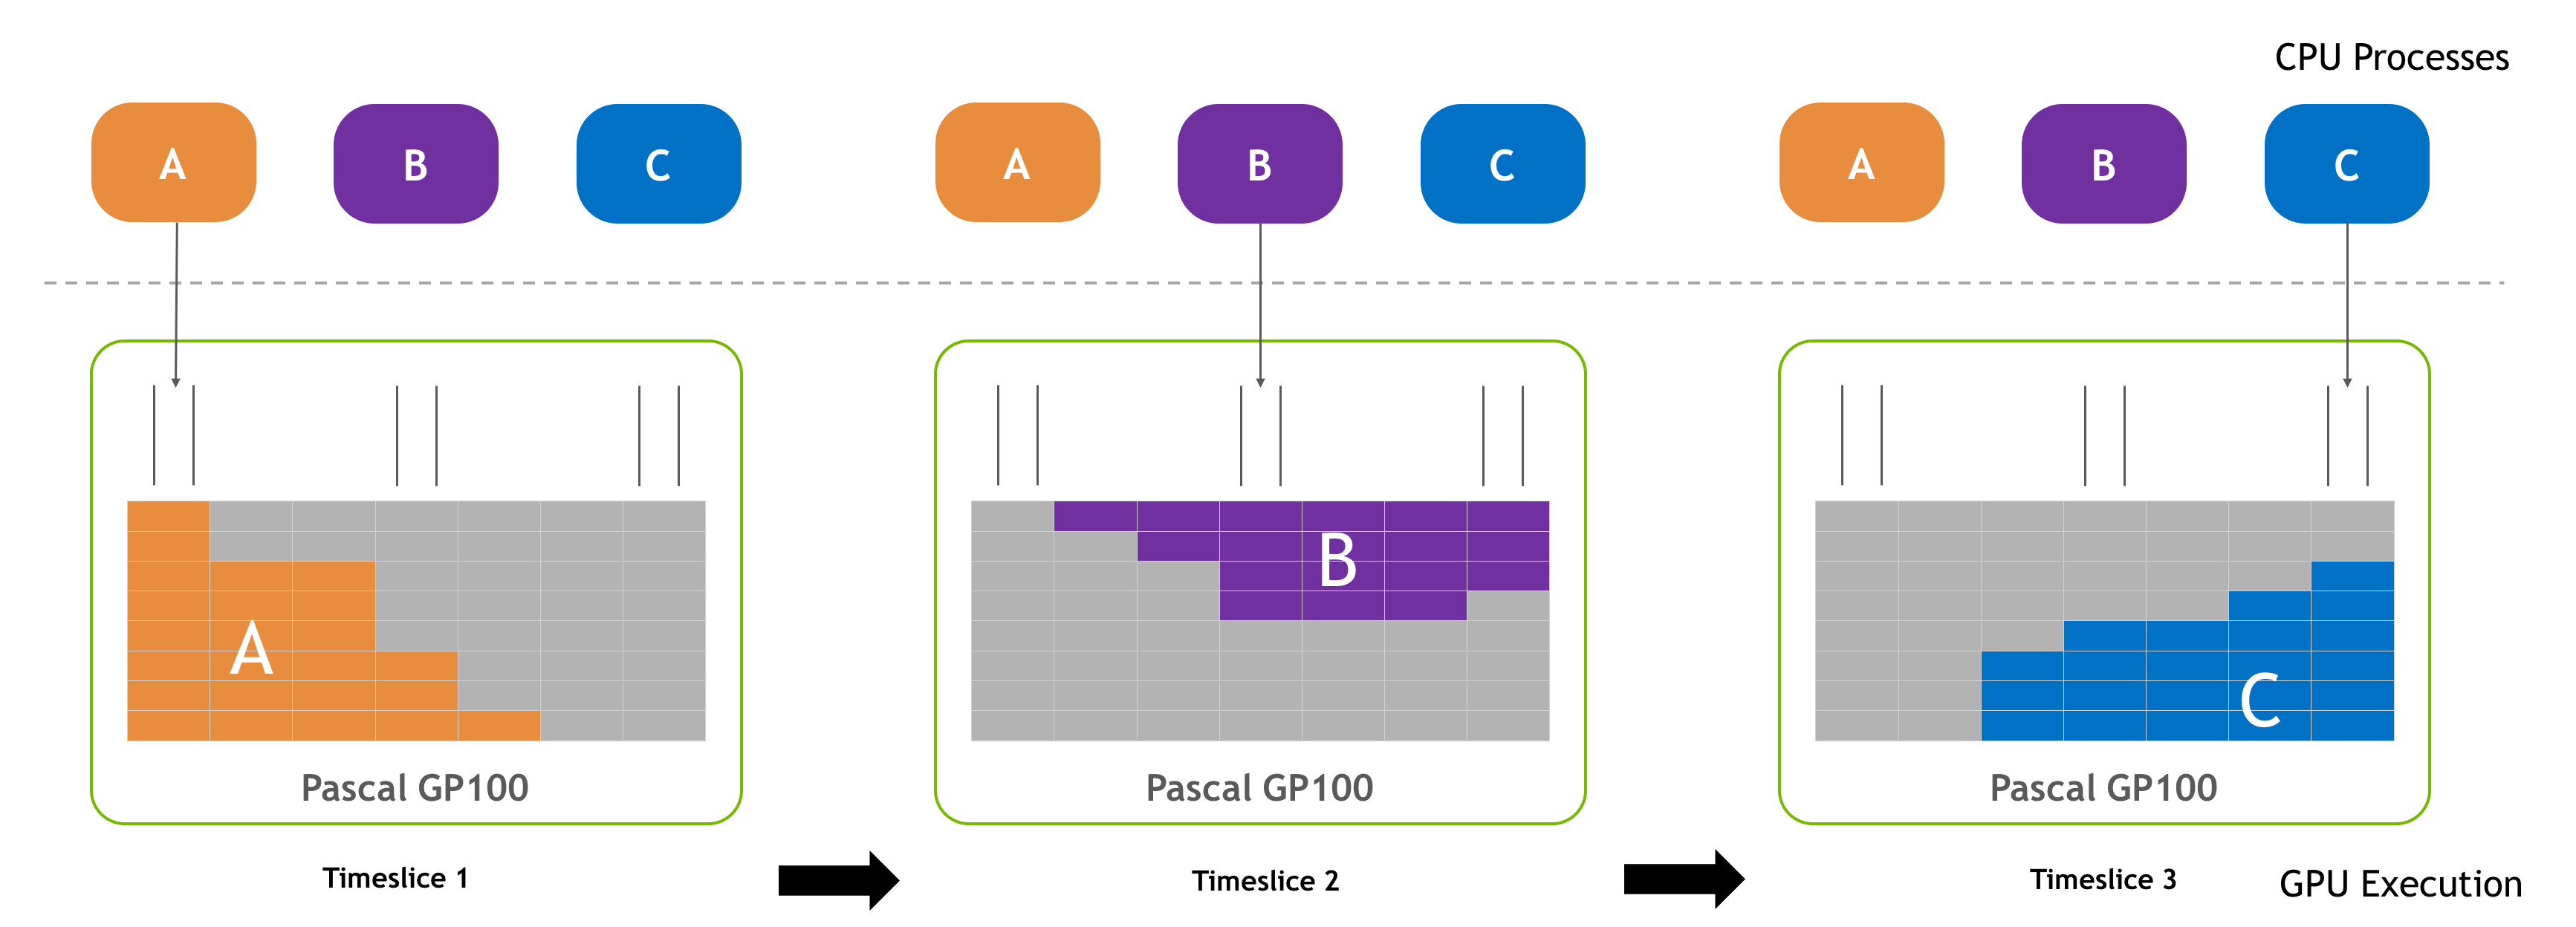 CPU Processes
A B C A B C A B C
A B C
Pascal GP100 Pascal GP100 Pascal GP100
Timeslice 1 Timeslice 2 Timeslice 3
GPU Execution